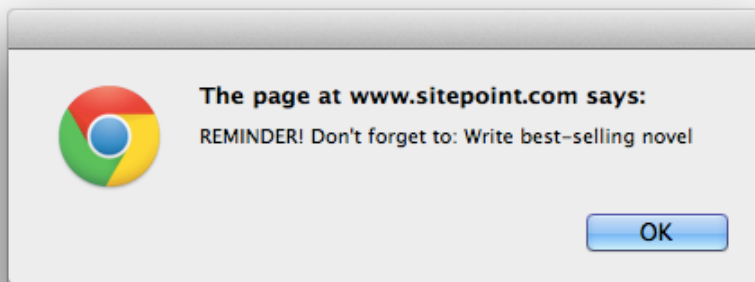 The page at www.sitepoint.com says:
REMINDER! Don't forget to: Write best-selling novel
OK